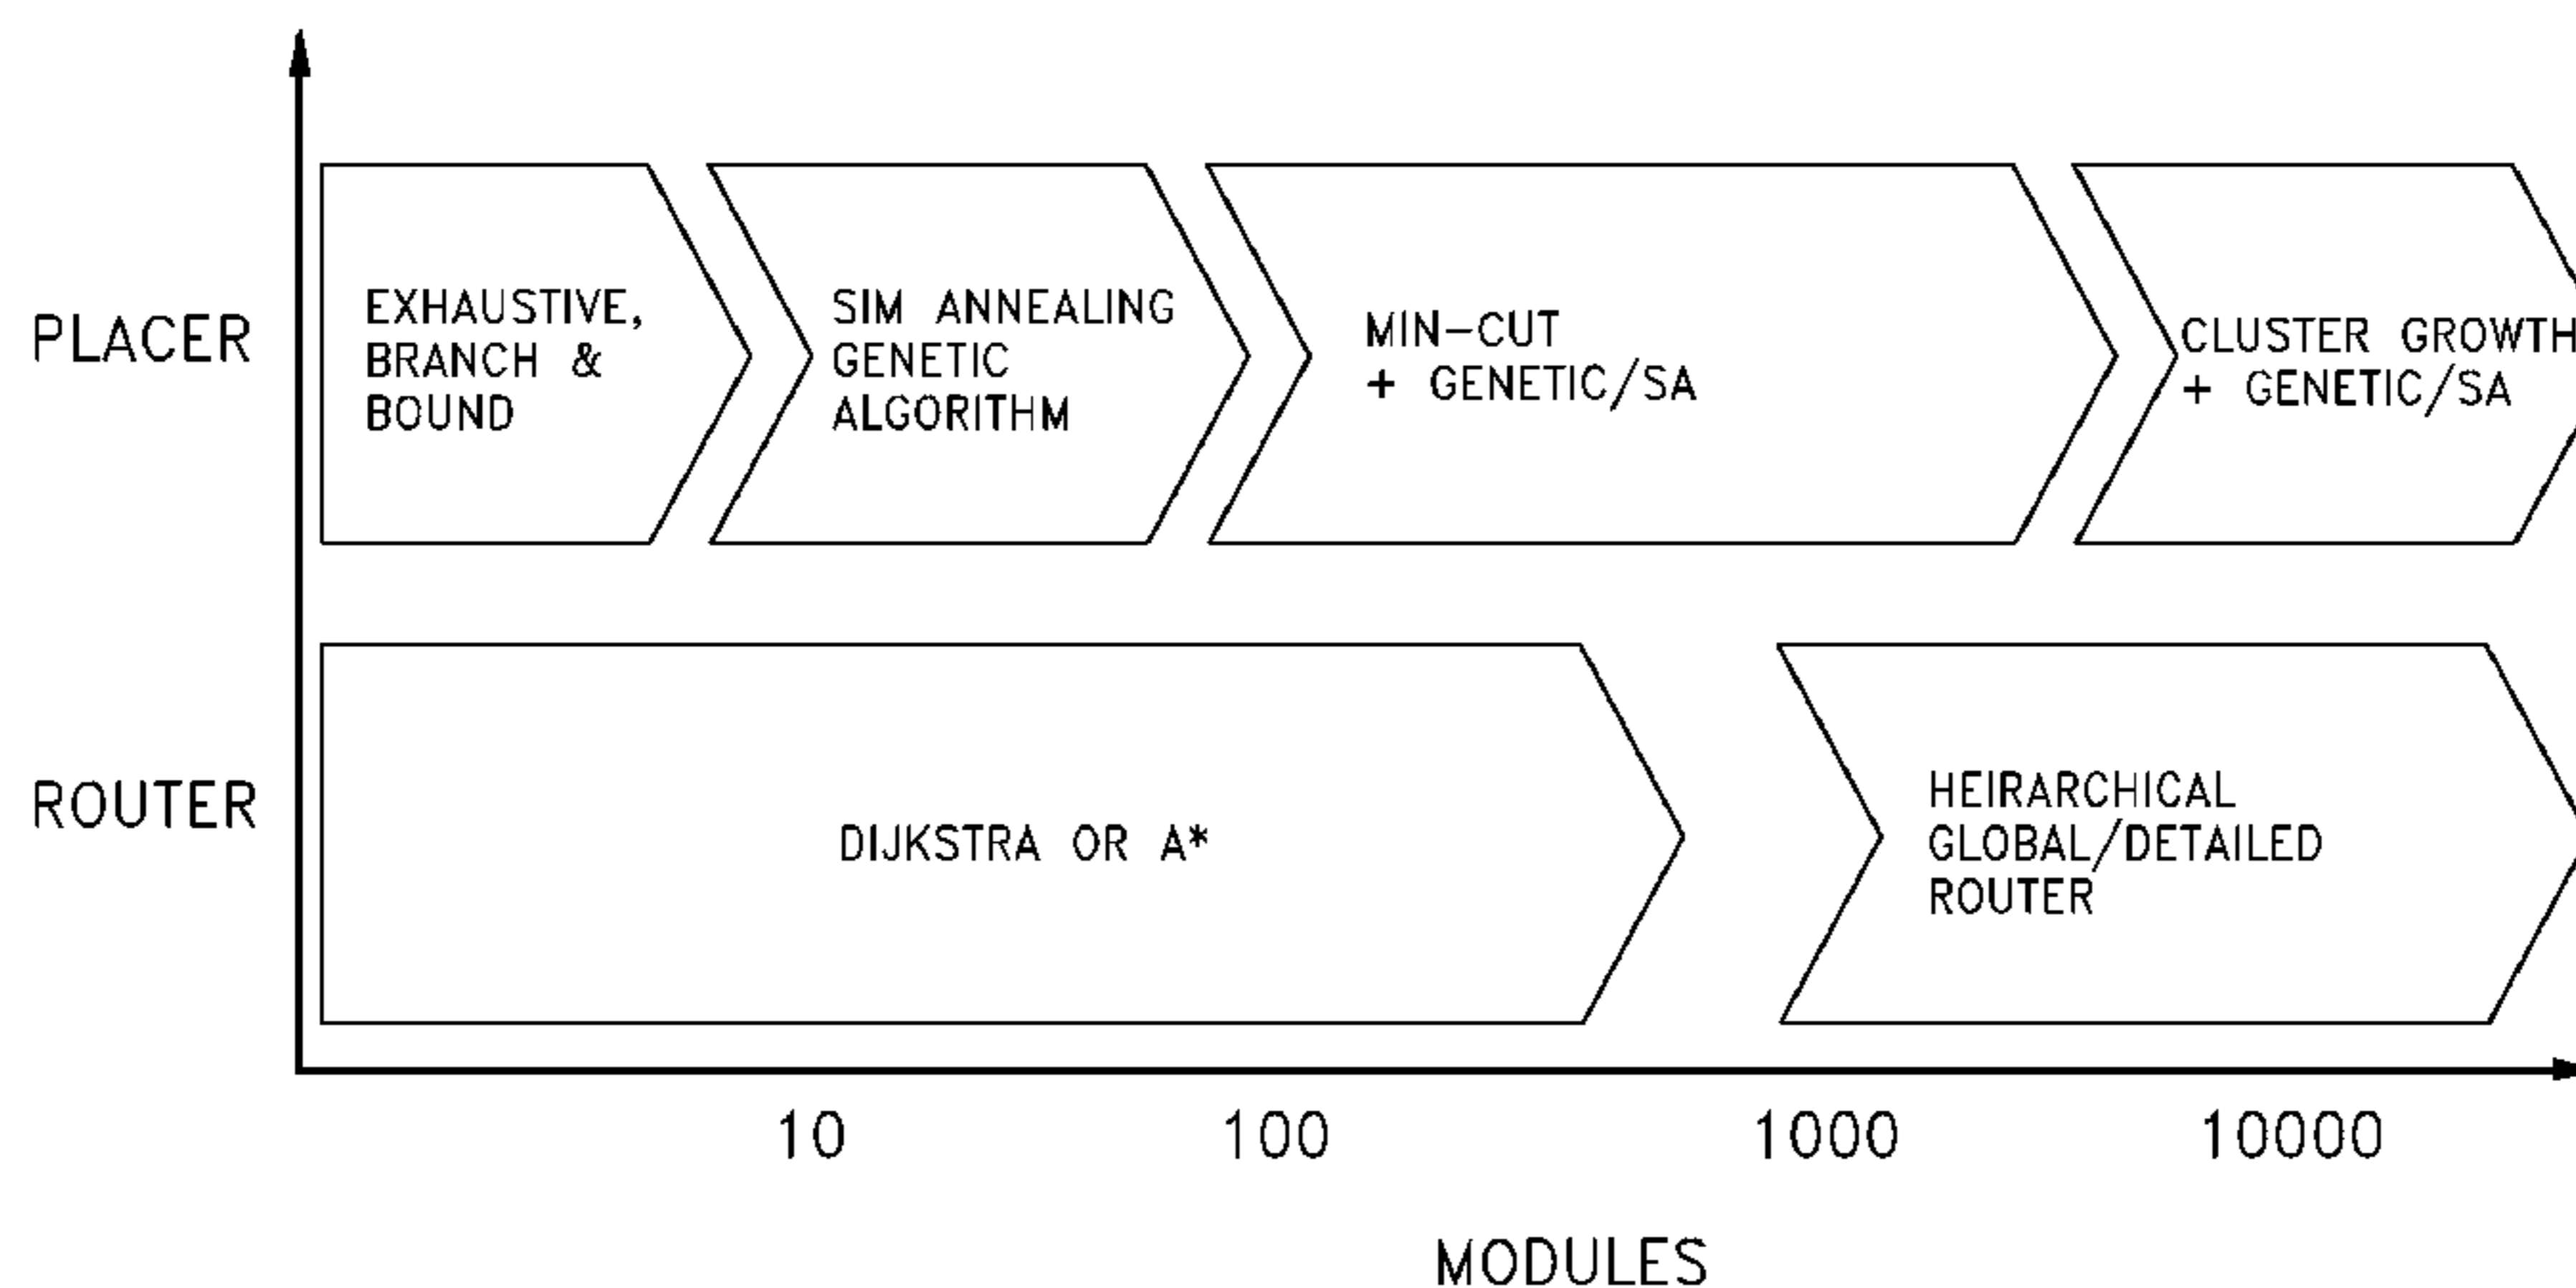 PLACER
EXHAUSTIVE,
BRANCH &
BOUND
SIM ANNEALING
GENETIC
ALGORITHM
MIN-CUT
+ GENETIC/SA
CLUSTER GROWTH
+ GENETIC/SA
ROUTER
DIJKSTRA OR A*
HEIRARCHICAL
GLOBAL/DETAILED
ROUTER
10 100 1000 10000
MODULES